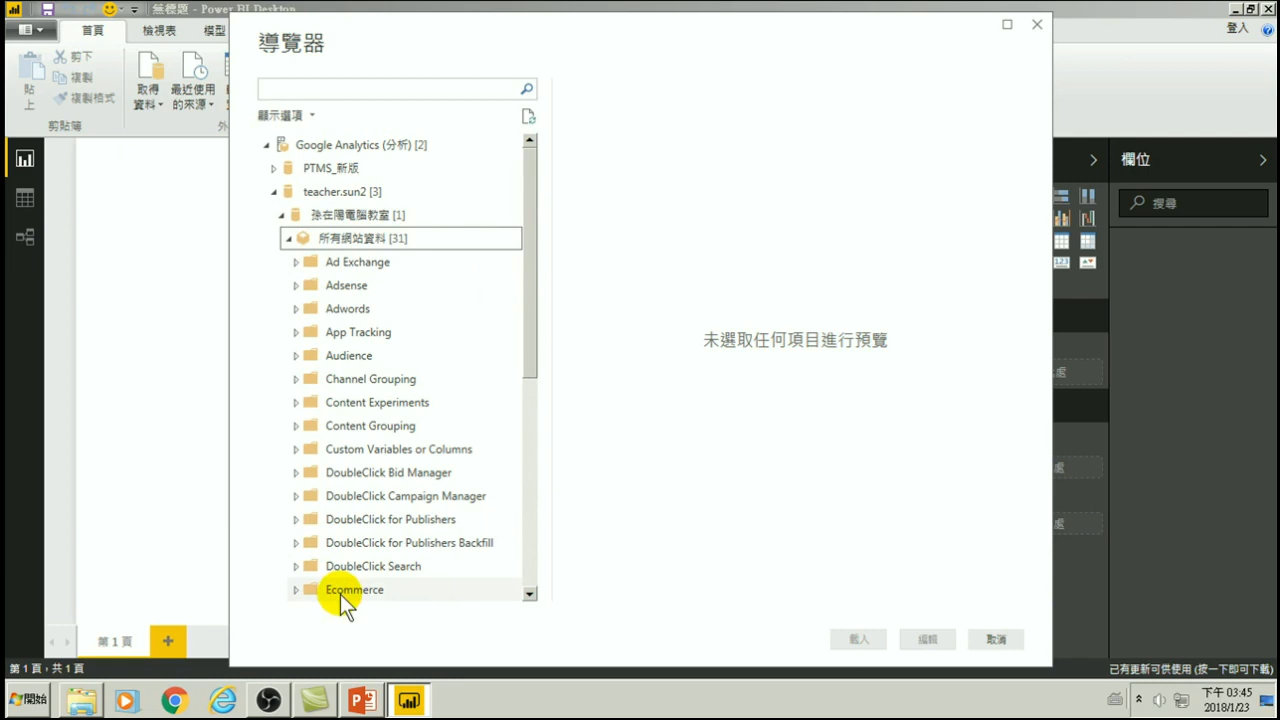 無標題 - Power BI Desktop
登入
首頁
檢視表
模型
剪下
複製
複製格式
貼上
取得資料
最近使用的來源
剪貼簿
導覽器
顯示選項
Google Analytics (分析) [2]
PTMS_新版
teacher.sun2 [3]
孫在陽電腦教室 [1]
所有網站資料 [31]
Ad Exchange
Adsense
Adwords
App Tracking
Audience
Channel Grouping
Content Experiments
Content Grouping
Custom Variables or Columns
DoubleClick Bid Manager
DoubleClick Campaign Manager
DoubleClick for Publishers
DoubleClick for Publishers Backfill
DoubleClick Search
Ecommerce
未選取任何項目進行預覽
載入
編輯
取消
欄位
搜尋
處
處
處
第 1 頁
第 1 頁，共 1 頁
已有更新可供使用 (按一下即可下載)
開始
下午 03:45
2018/1/23